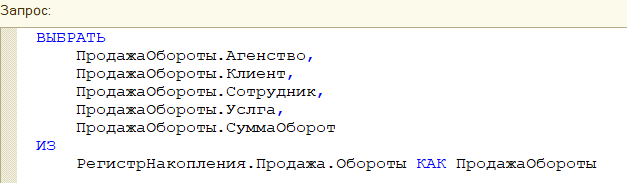 Запрос:
ВЫБРАТЬ
ПродажаОбороты.Агенство,
ПродажаОбороты.Клиент,
ПродажаОбороты.Сотрудник,
ПродажаОбороты.Услга,
ПродажаОбороты.СуммаОборот
ИЗ
РегистрНакопления.Продажа.Обороты КАК ПродажаОбороты